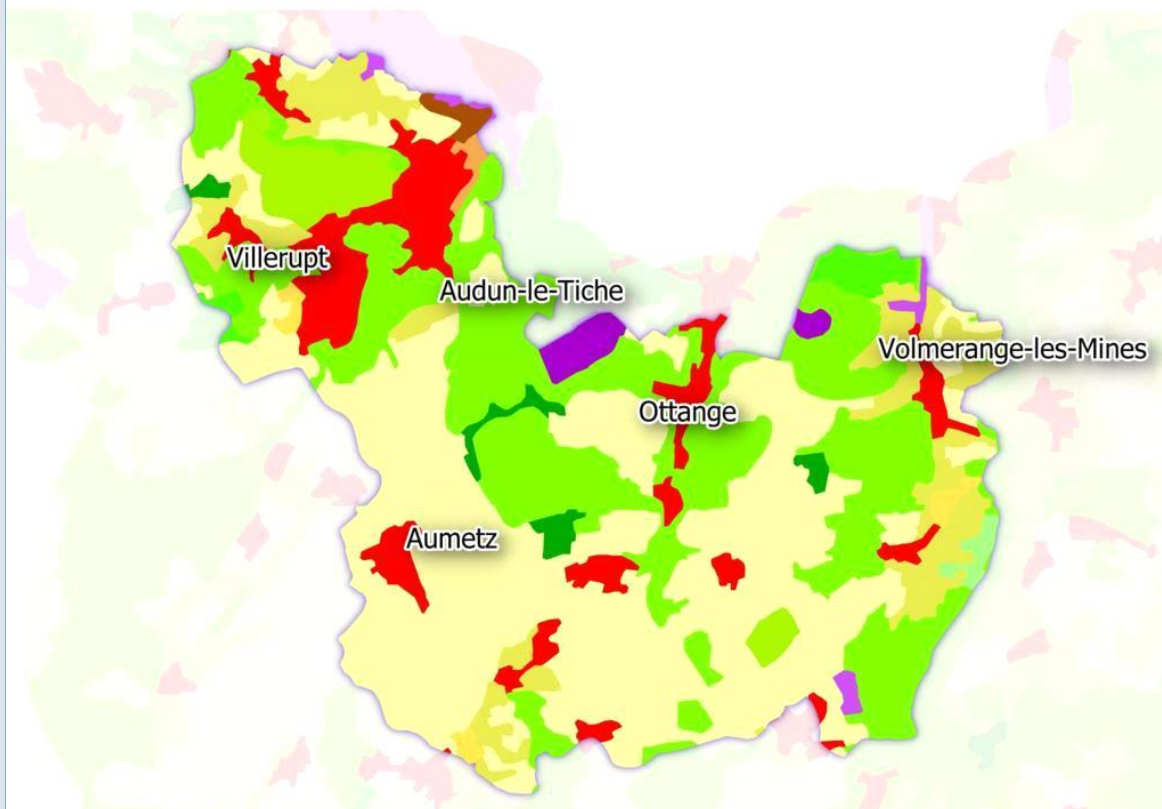 Villerupt
Audun-le-Tiche
Volmerange-les-Mines
Ottange
Aumetz